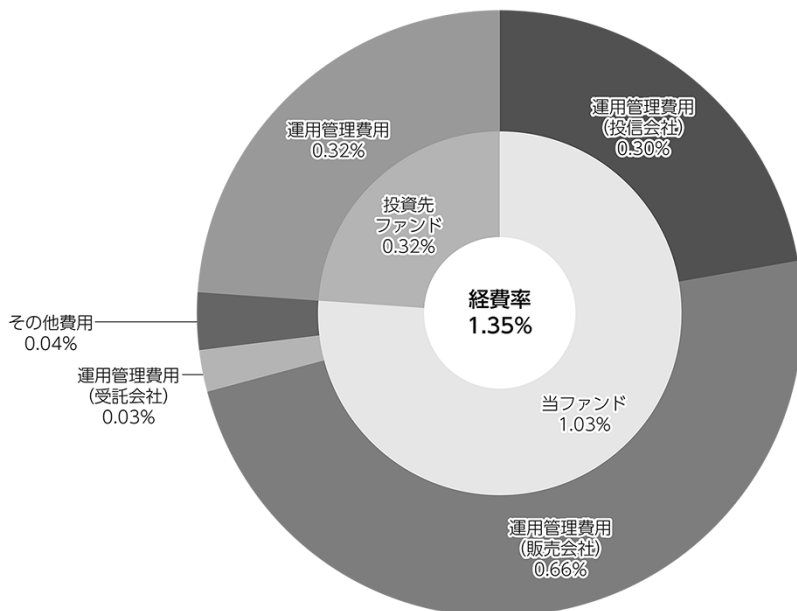 運用管理費用
(投信会社)
0.30%
運用管理費用
0.32%
投資先
ファンド
0.32%
経費率
1.35%
その他費用
0.04%
運用管理費用
(受託会社)
0.03%
当ファンド
1.03%
運用管理費用
(販売会社)
0.66%